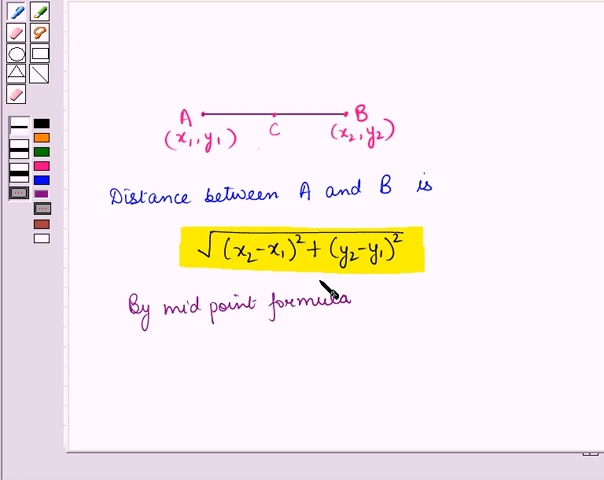 A B
(x₁, y₁) C (x₂, y₂)
Distance between A and B is
√(x₂-x₁)² + (y₂-y₁)²
By mid point formula